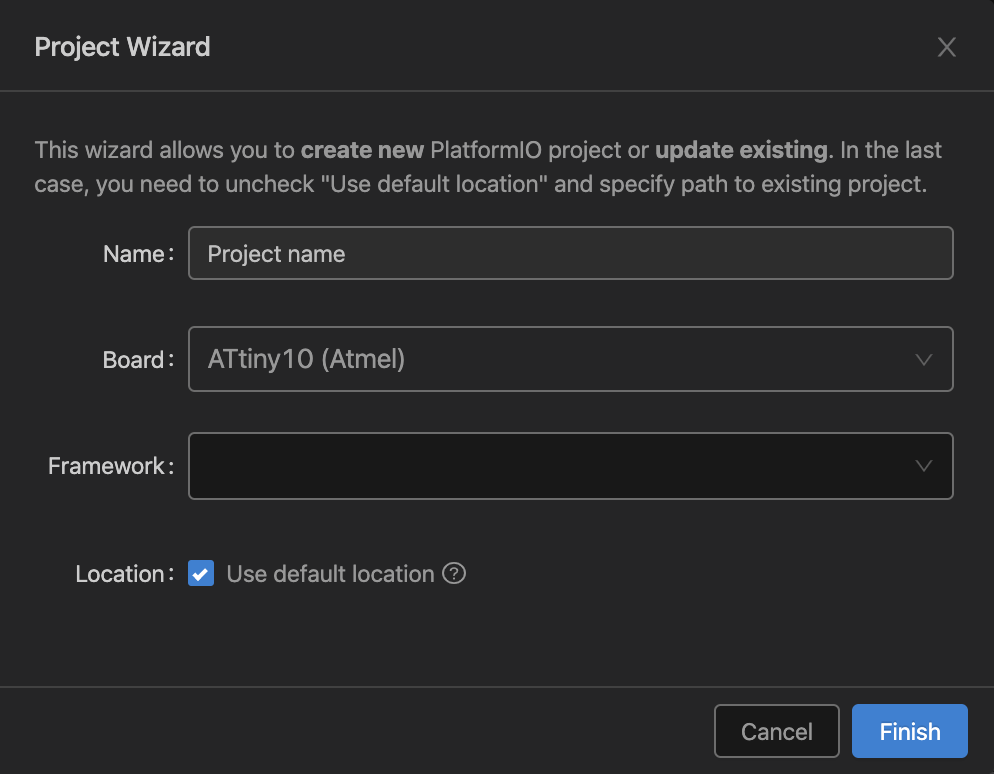 Project Wizard
This wizard allows you to create new PlatformIO project or update existing. In the last
case, you need to uncheck "Use default location" and specify path to existing project.
Name: Project name
Board: ATtiny10 (Atmel)
Framework:
Location: Use default location ?
Cancel Finish